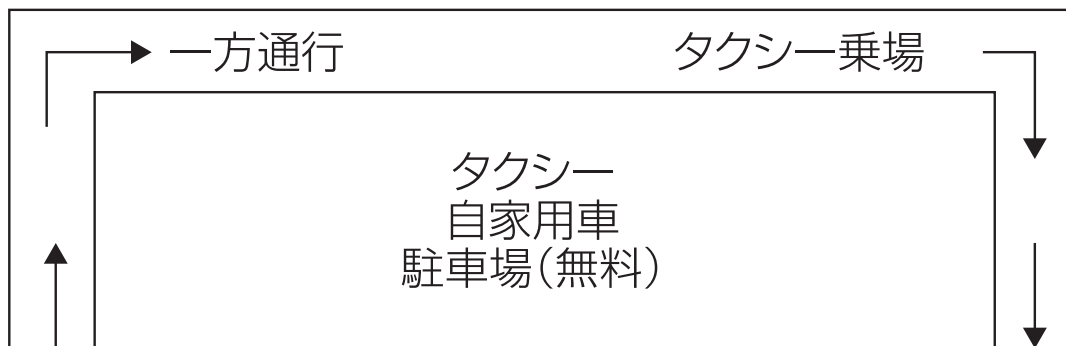 一方通行
タクシー乗場
タクシー
自家用車
駐車場(無料)